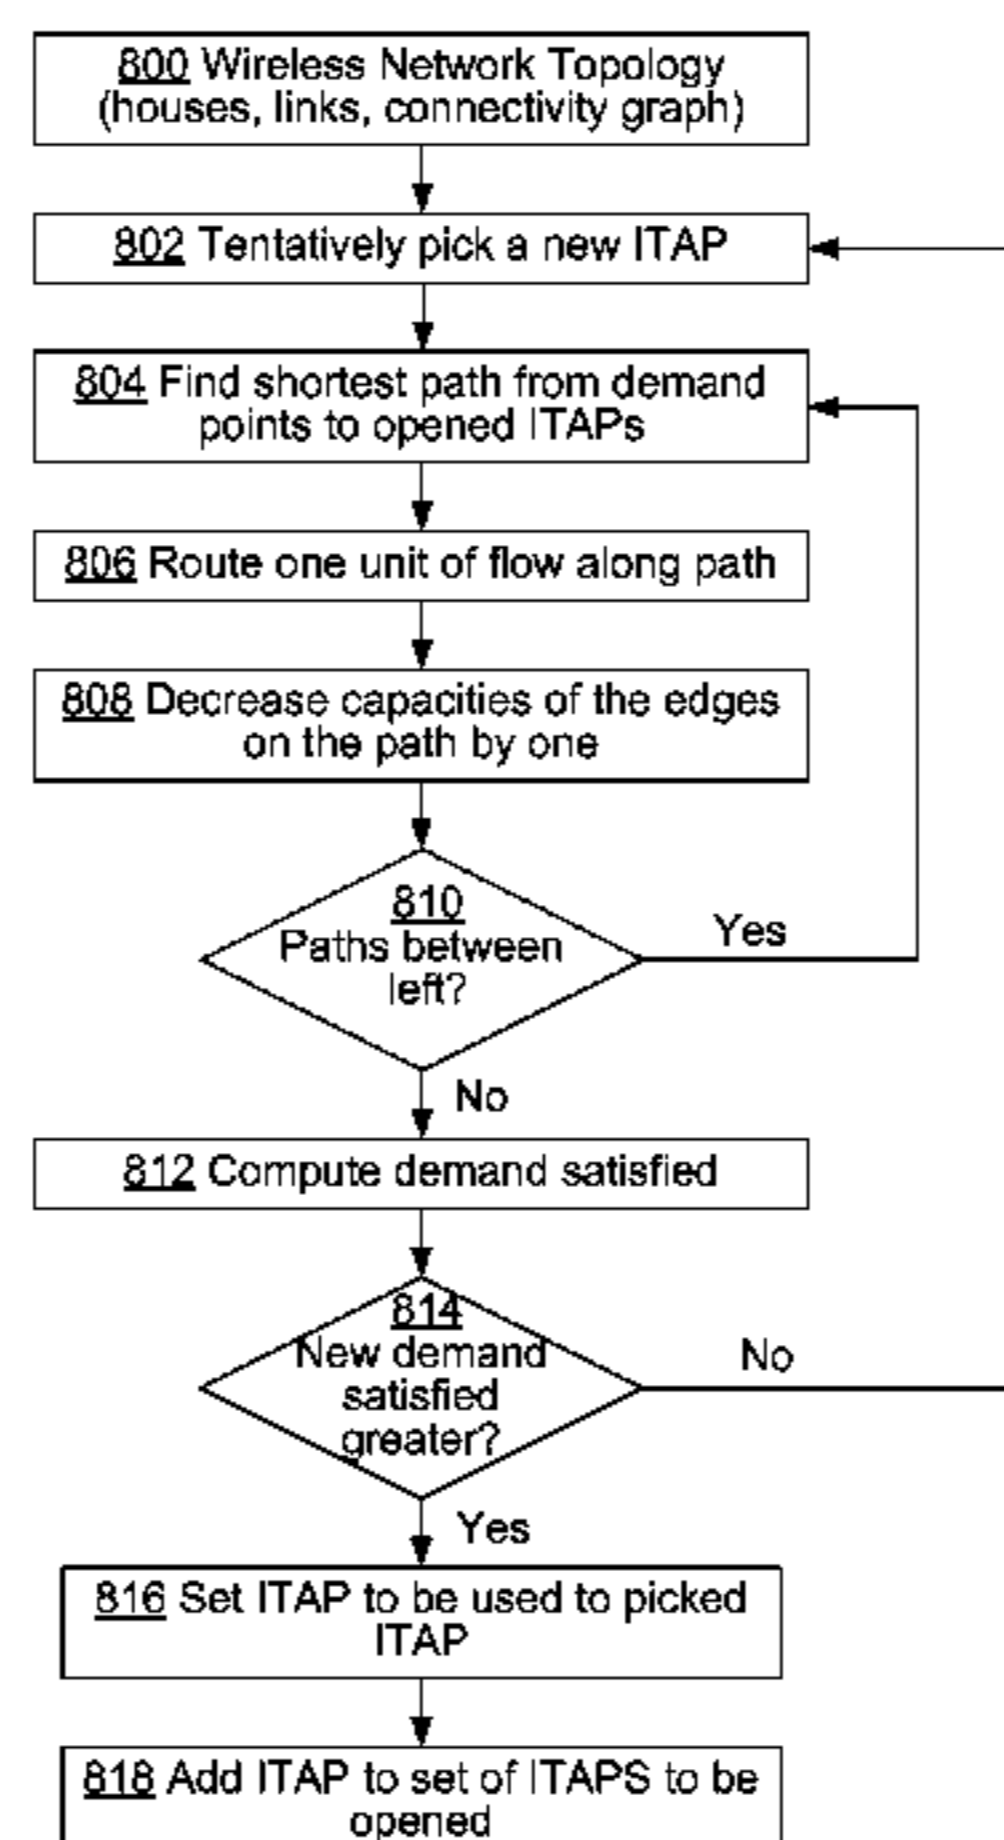 800 Wireless Network Topology
(houses, links, connectivity graph)
802 Tentatively pick a new ITAP
804 Find shortest path from demand
points to opened ITAPs
806 Route one unit of flow along path
808 Decrease capacities of the edges
on the path by one
810
Paths between
left?
Yes
No
812 Compute demand satisfied
814
New demand
satisfied
greater?
No
Yes
816 Set ITAP to be used to picked
ITAP
818 Add ITAP to set of ITAPS to be
opened